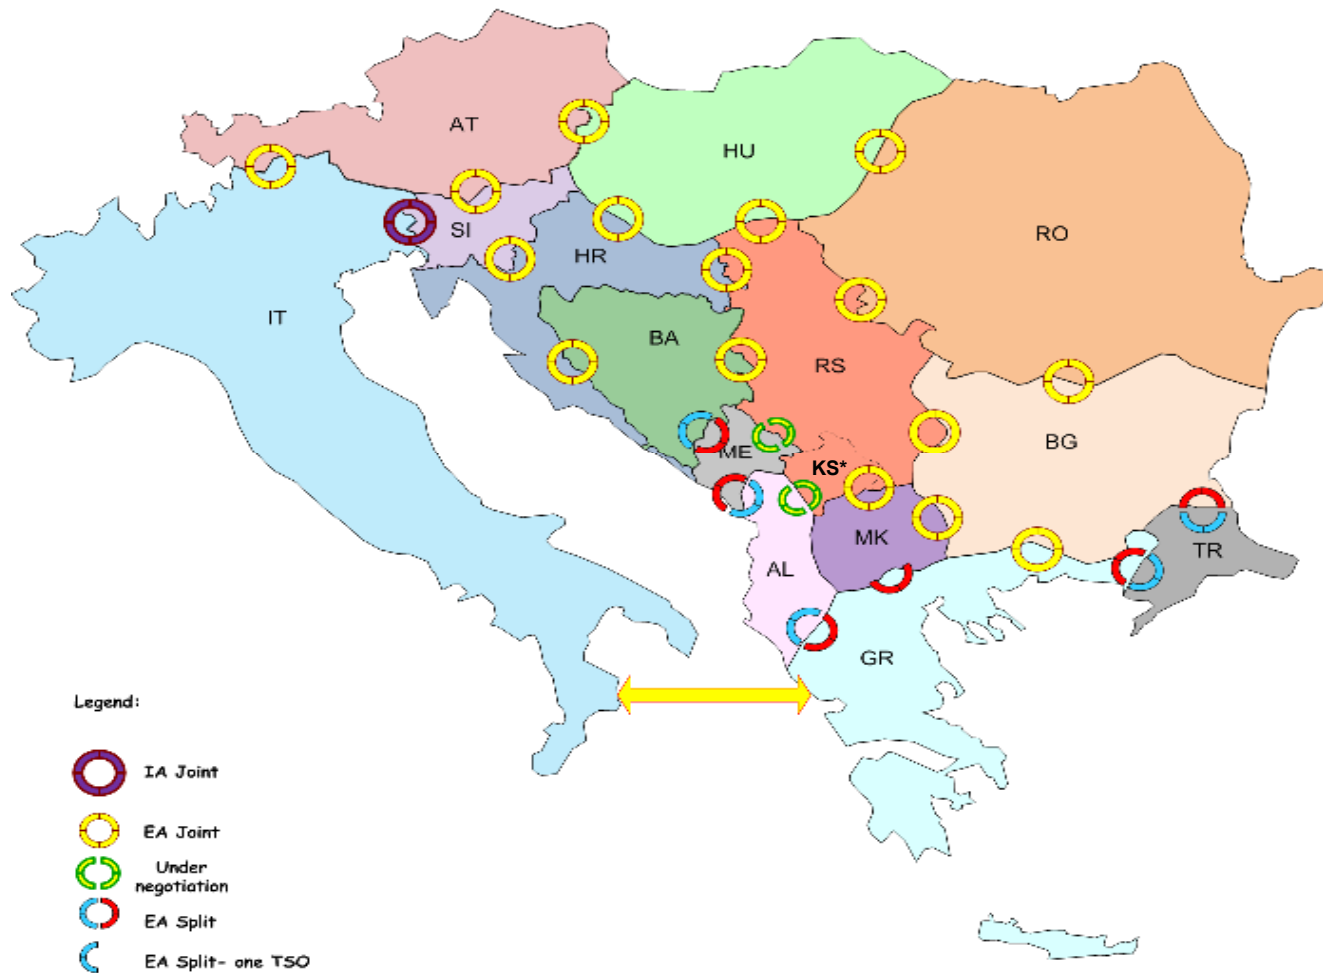 AT
HU
RO
SI
HR
IT
BA
RS
BG
ME
KS*
MK
TR
AL
GR
Legend:
IA Joint
EA Joint
Under
negotiation
EA Split
EA Split- one TSO